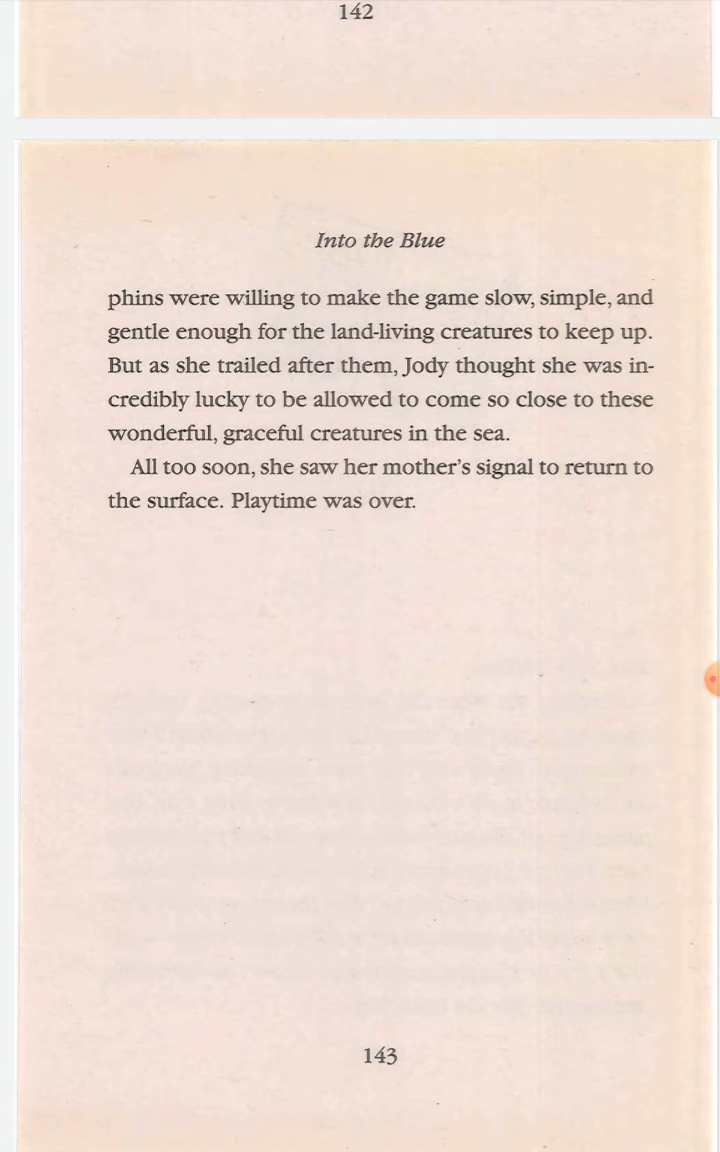 142
Into the Blue
phins were willing to make the game slow, simple, and
gentle enough for the land-living creatures to keep up.
But as she trailed after them, Jody thought she was in-
credibly lucky to be allowed to come so close to these
wonderful, graceful creatures in the sea.
All too soon, she saw her mother's signal to return to
the surface. Playtime was over.
143